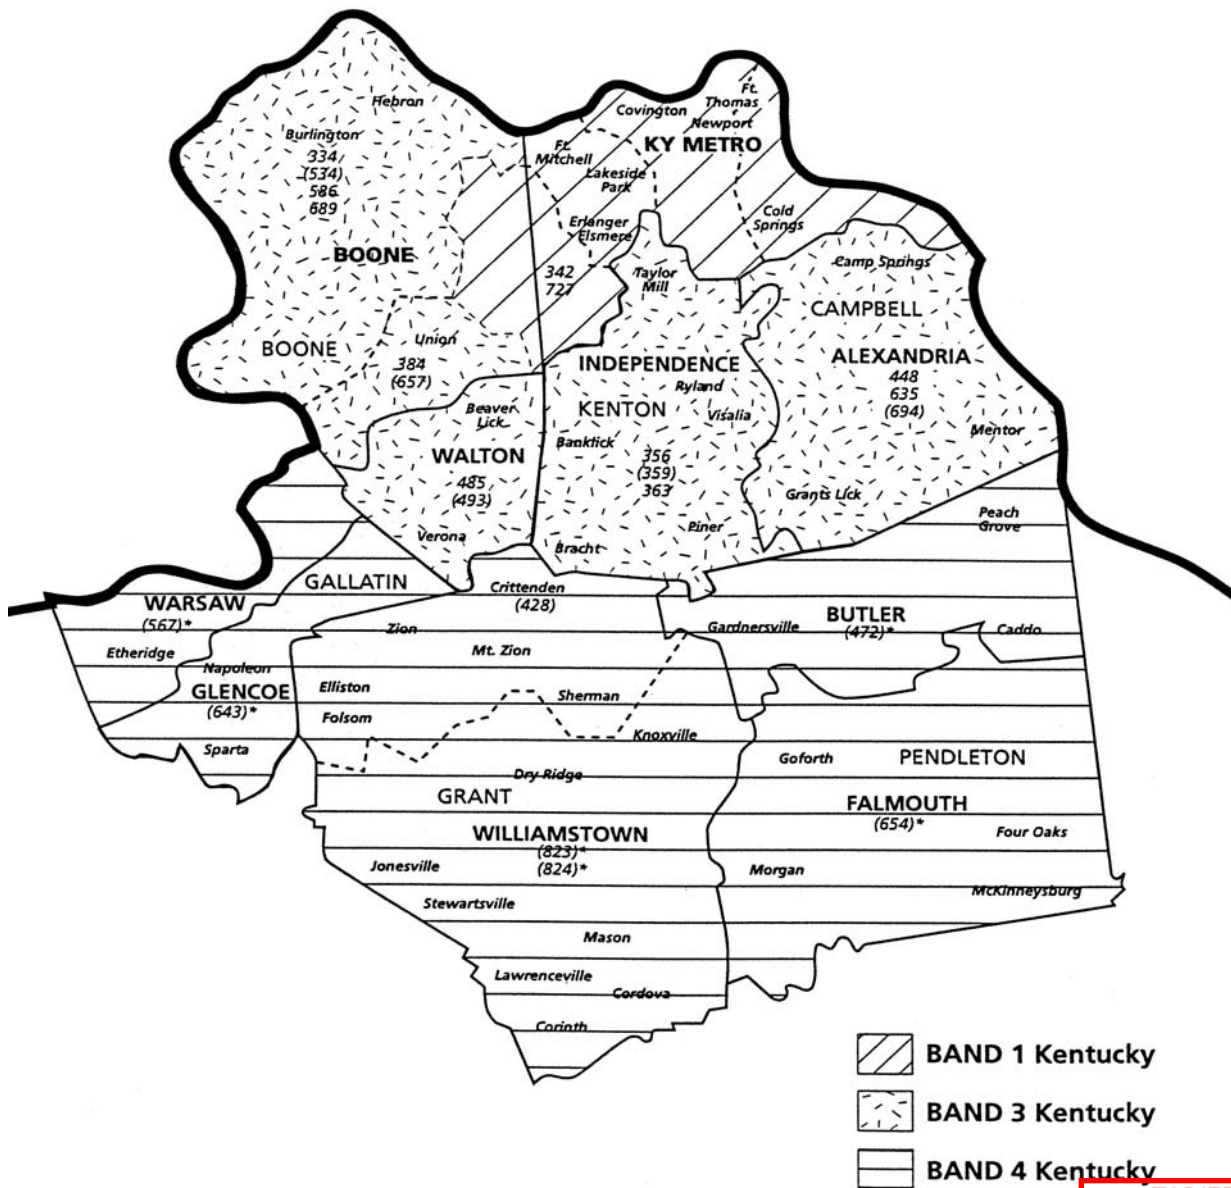 Hebron
Burlington
334
(534)
586
689
BOONE
BOONE
Union
384
(657)
Beaver
Lick
WALTON
485
(493)
Verona
Covington
Ft.
Thomas
Newport
KY METRO
Ft.
Mitchell
Lakeside
Park
Erlanger
Elsmere
Cold
Springs
342
727
Taylor
Mill
INDEPENDENCE
Ryland
KENTON
Visalia
Banklick
356
(359)
363
Piner
Bracht
Camp Springs
CAMPBELL
ALEXANDRIA
448
635
(694)
Mentor
Grants Lick
Peach
Grove
GALLATIN
WARSAW
(567)*
Etheridge
Napoleon
GLENCOE
(643)*
Sparta
Crittenden
(428)
Zion
Mt. Zion
Elliston
Sherman
Folsom
Knoxville
Dry Ridge
GRANT
WILLIAMSTOWN
(823)*
(824)*
Jonesville
Stewartsville
Mason
Lawrenceville
Cordova
Corinth
Gardnersville
BUTLER
(472)*
Caddo
Goforth
PENDLETON
FALMOUTH
(654)*
Four Oaks
Morgan
McKinneysburg
BAND 1 Kentucky
BAND 3 Kentucky
BAND 4 Kentucky